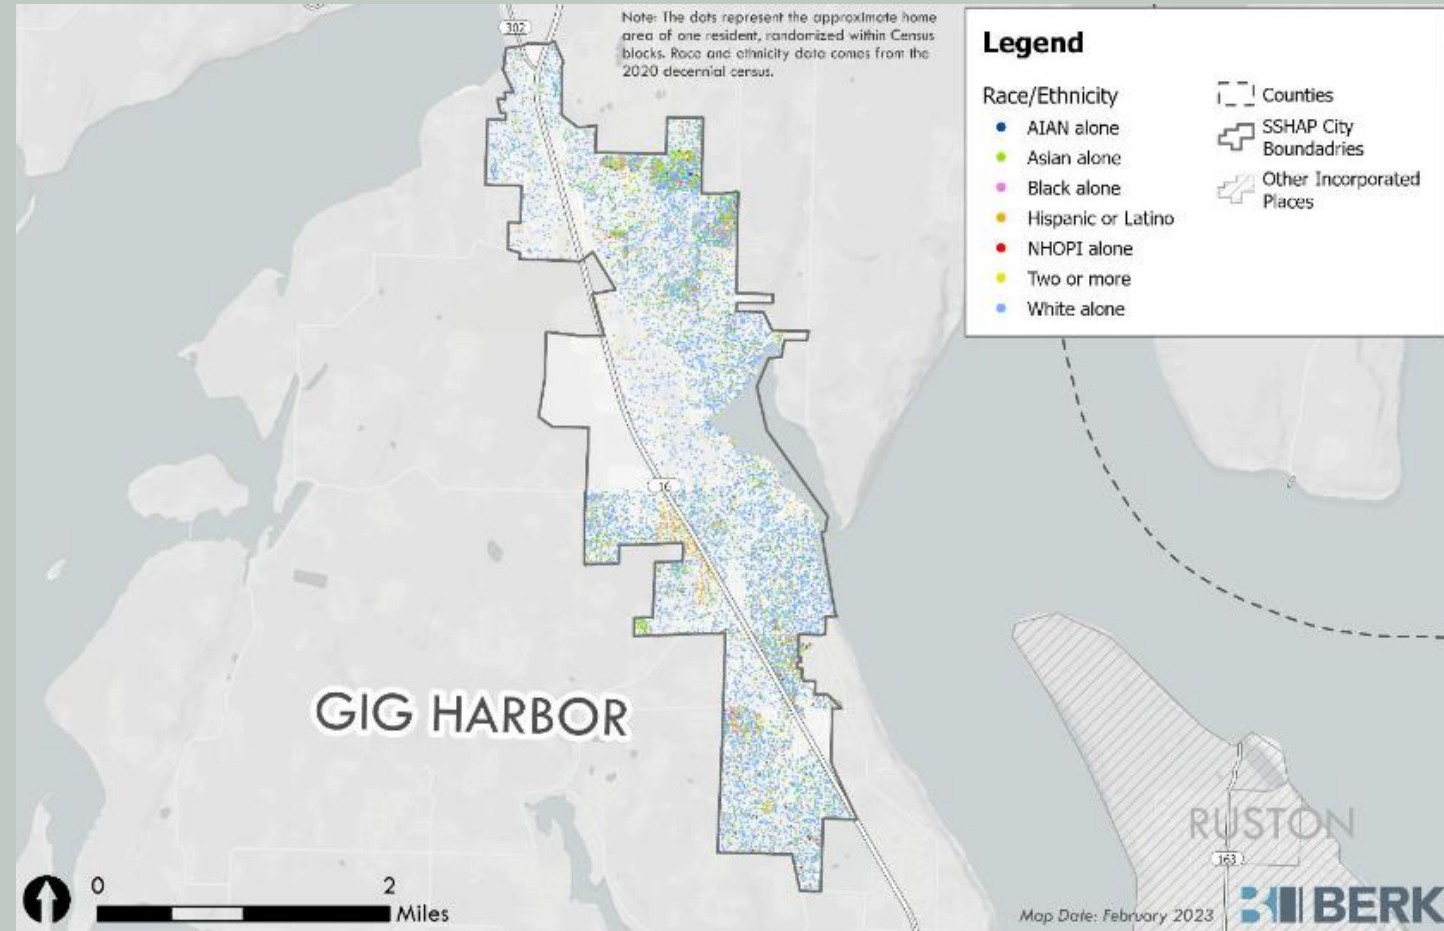 302
Note: The dots represent the approximate home
area of one resident, randomized within Census
blocks. Race and ethnicity data comes from the
2020 decennial census.
Legend
Race/Ethnicity
AIAN alone
Asian alone
Black alone
Hispanic or Latino
NHOPI alone
Two or more
White alone
Counties
SSHAP City
Boundadries
Other Incorporated
Places
16
GIG HARBOR
RUSTON
163
0
2
Miles
Map Date: February 2023
BERK